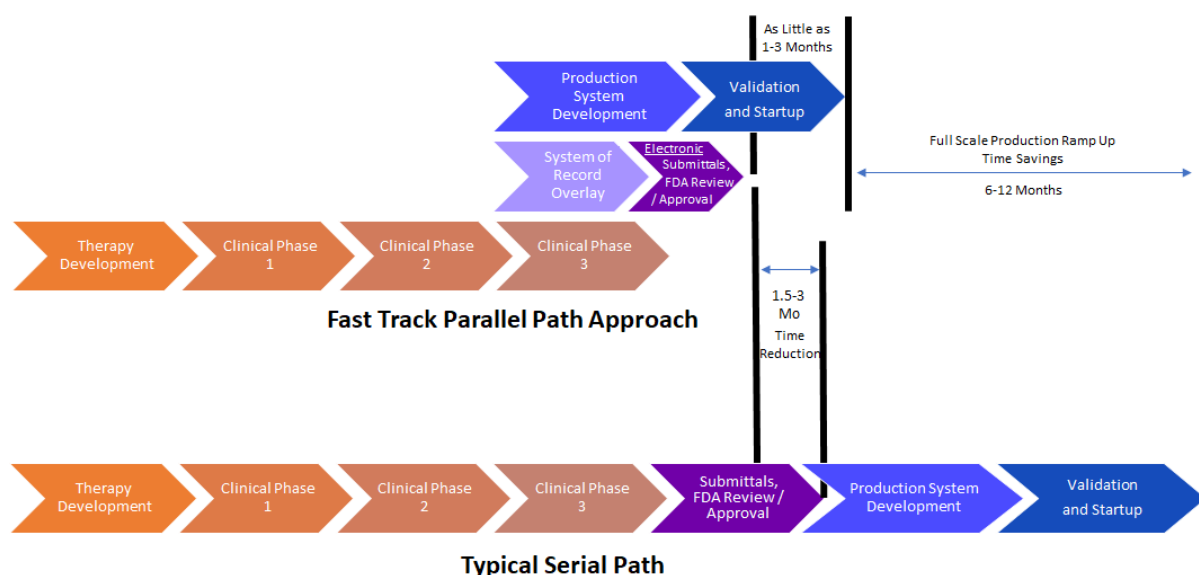 As Little as
1-3 Months
Production
System
Development
Validation
and Startup
Full Scale Production Ramp Up
Time Savings
6-12 Months
System of
Record
Overlay
Electronic
Submittals,
FDA Review
/ Approval
Therapy
Development
Clinical Phase
1
Clinical Phase
2
Clinical Phase
3
1.5-3
Mo
Time
Reduction
Fast Track Parallel Path Approach
Therapy
Development
Clinical Phase
1
Clinical Phase
2
Clinical Phase
3
Submittals,
FDA Review /
Approval
Production System
Development
Validation
and Startup
Typical Serial Path